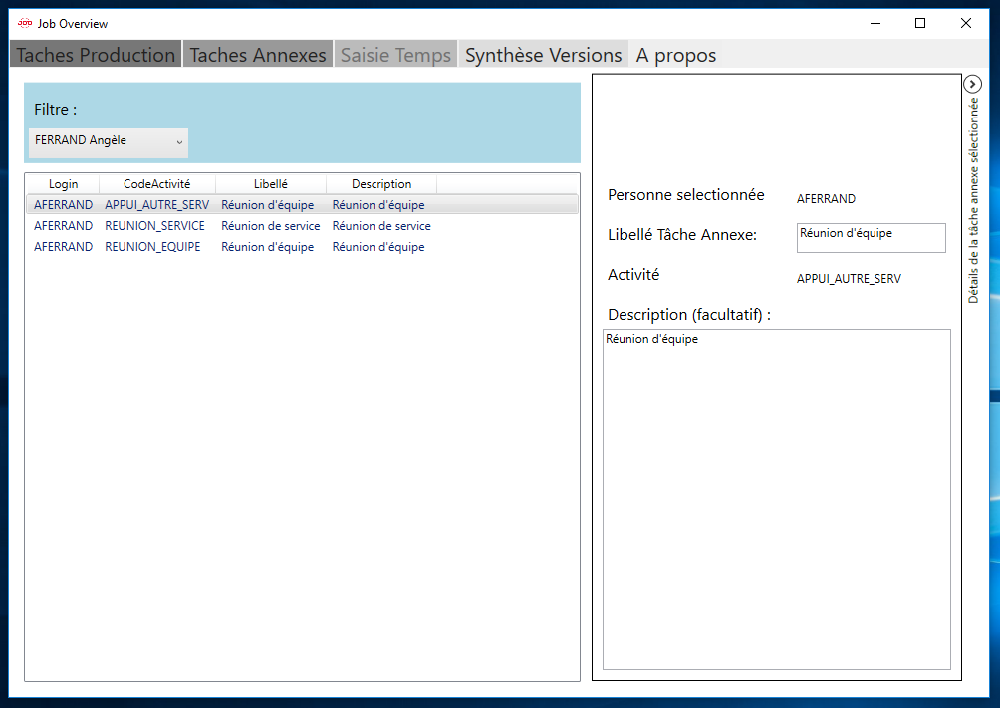 JOB Job Overview
Taches Production Taches Annexes Saisie Temps Synthèse Versions A propos
Filtre :
FERRAND Angèle
Login CodeActivité Libellé Description
AFERRAND APPUI_AUTRE_SERV Réunion d'équipe Réunion d'équipe
AFERRAND REUNION_SERVICE Réunion de service Réunion de service
AFERRAND REUNION_EQUIPE Réunion d'équipe Réunion d'équipe
Personne selectionnée AFERRAND
Libellé Tâche Annexe: Réunion d'équipe
Activité APPUI_AUTRE_SERV
Description (facultatif) :
Réunion d'équipe
Détails de la tâche annexe sélectionnée